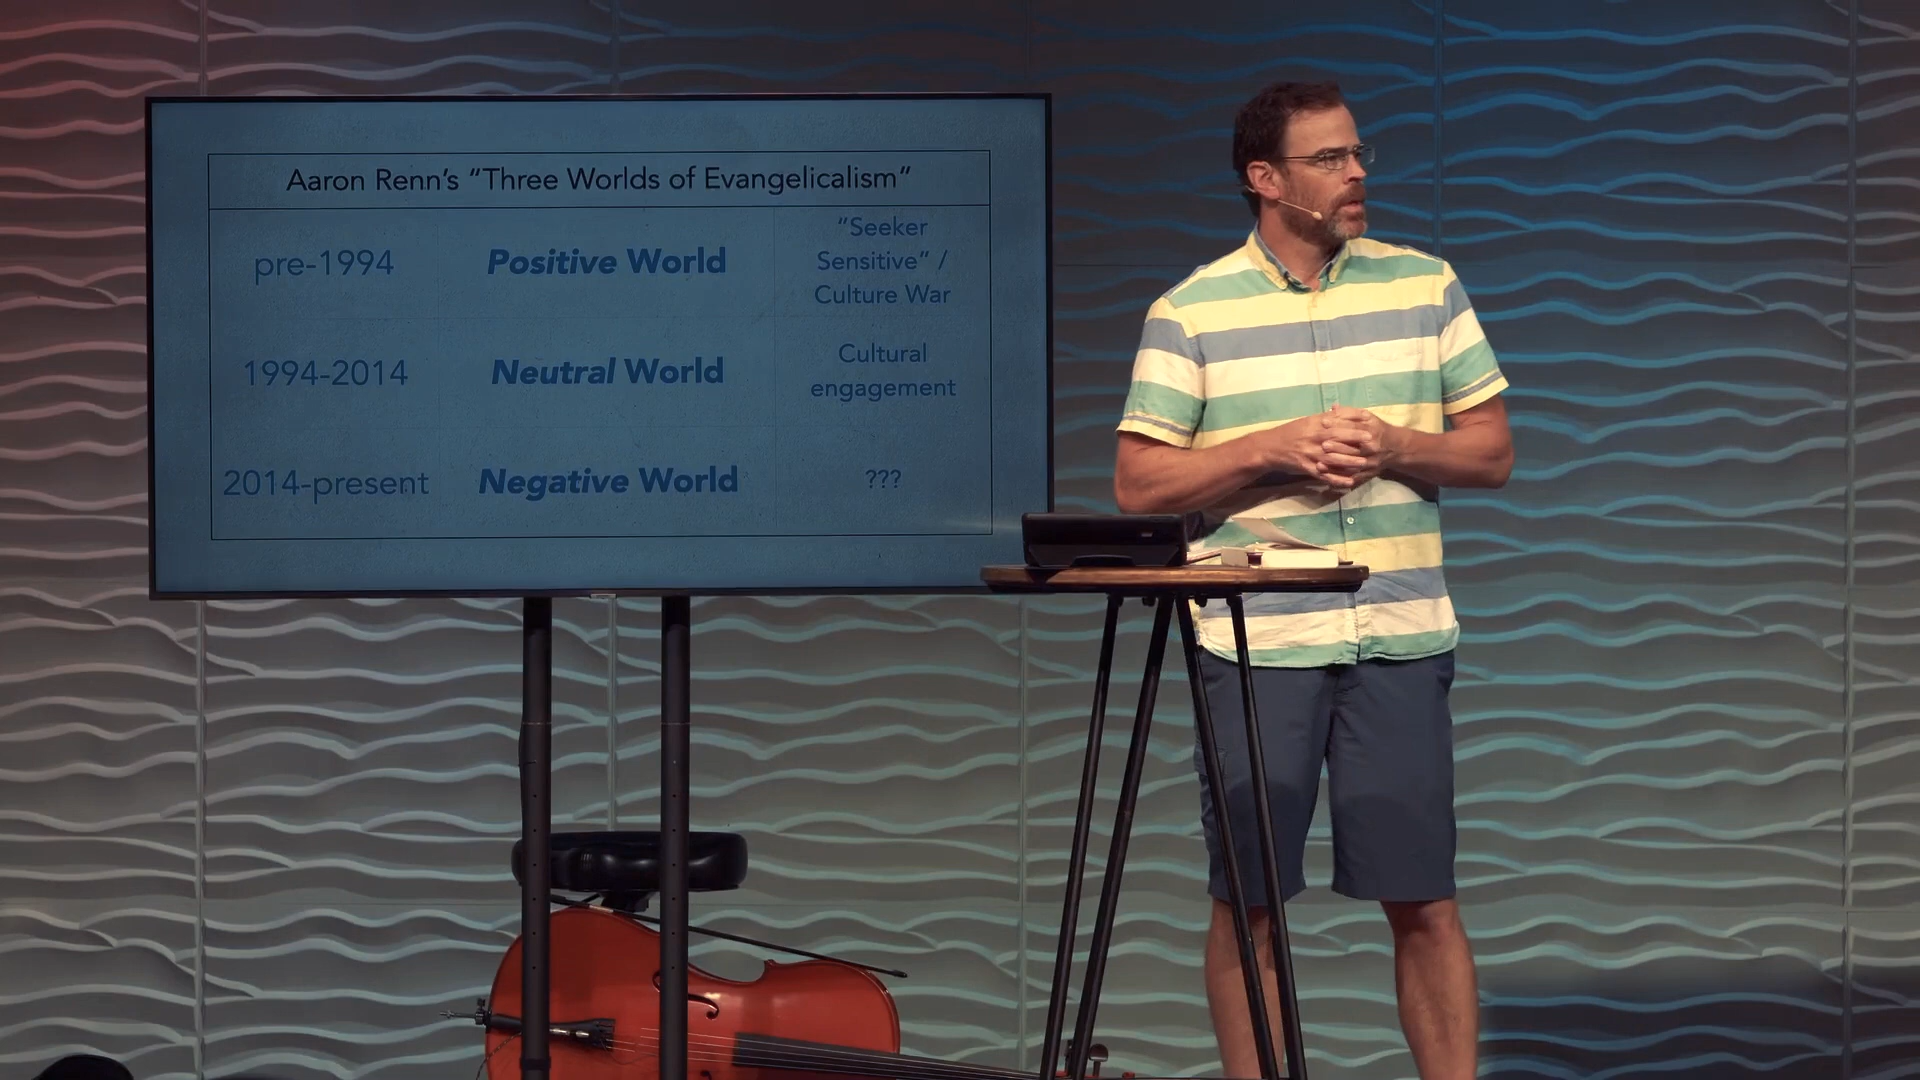 Aaron Renn's "Three Worlds of Evangelicalism"
pre-1994
Positive World
"Seeker
Sensitive" /
Culture War
1994-2014
Neutral World
Cultural
engagement
2014-present
Negative World
???